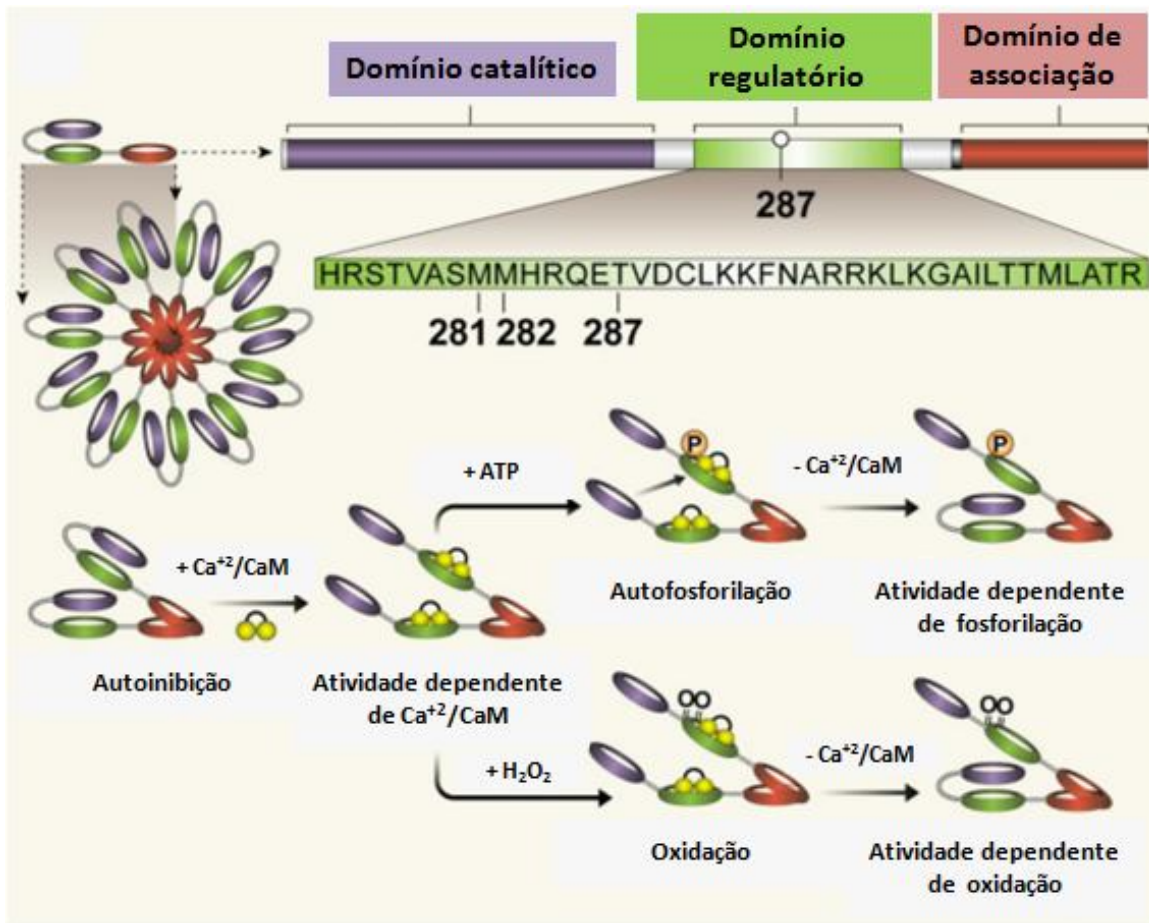 Domínio catalítico
Domínio
regulatório
Domínio de
associação
287
HRSTVASMMHRQETVDCLKKFNARRKLKGAILTTMLATR
281 282 287
+ ATP
P
- Ca⁺²/CaM
P
+ Ca⁺²/CaM
Autoinibição
Atividade dependente
de Ca⁺²/CaM
Autofosforilação
Atividade dependente
de fosforilação
+ H₂O₂
OO
- Ca⁺²/CaM
OO
Oxidação
Atividade dependente
de oxidação